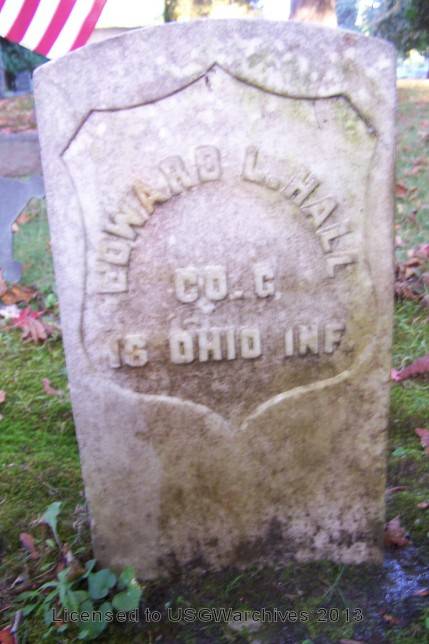 EDWARD L. HALL
CO. G.
16 OHIO INF.
Licensed to USGWarchives 2013